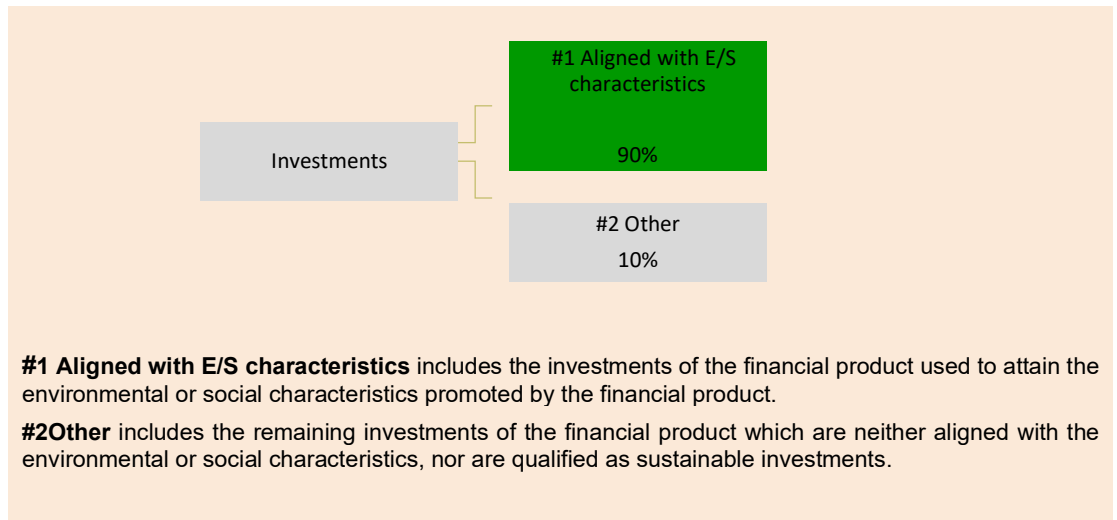 #1 Aligned with E/S
characteristics
90%
Investments
#2 Other
10%
#1 Aligned with E/S characteristics includes the investments of the financial product used to attain the
environmental or social characteristics promoted by the financial product.
#2Other includes the remaining investments of the financial product which are neither aligned with the
environmental or social characteristics, nor are qualified as sustainable investments.